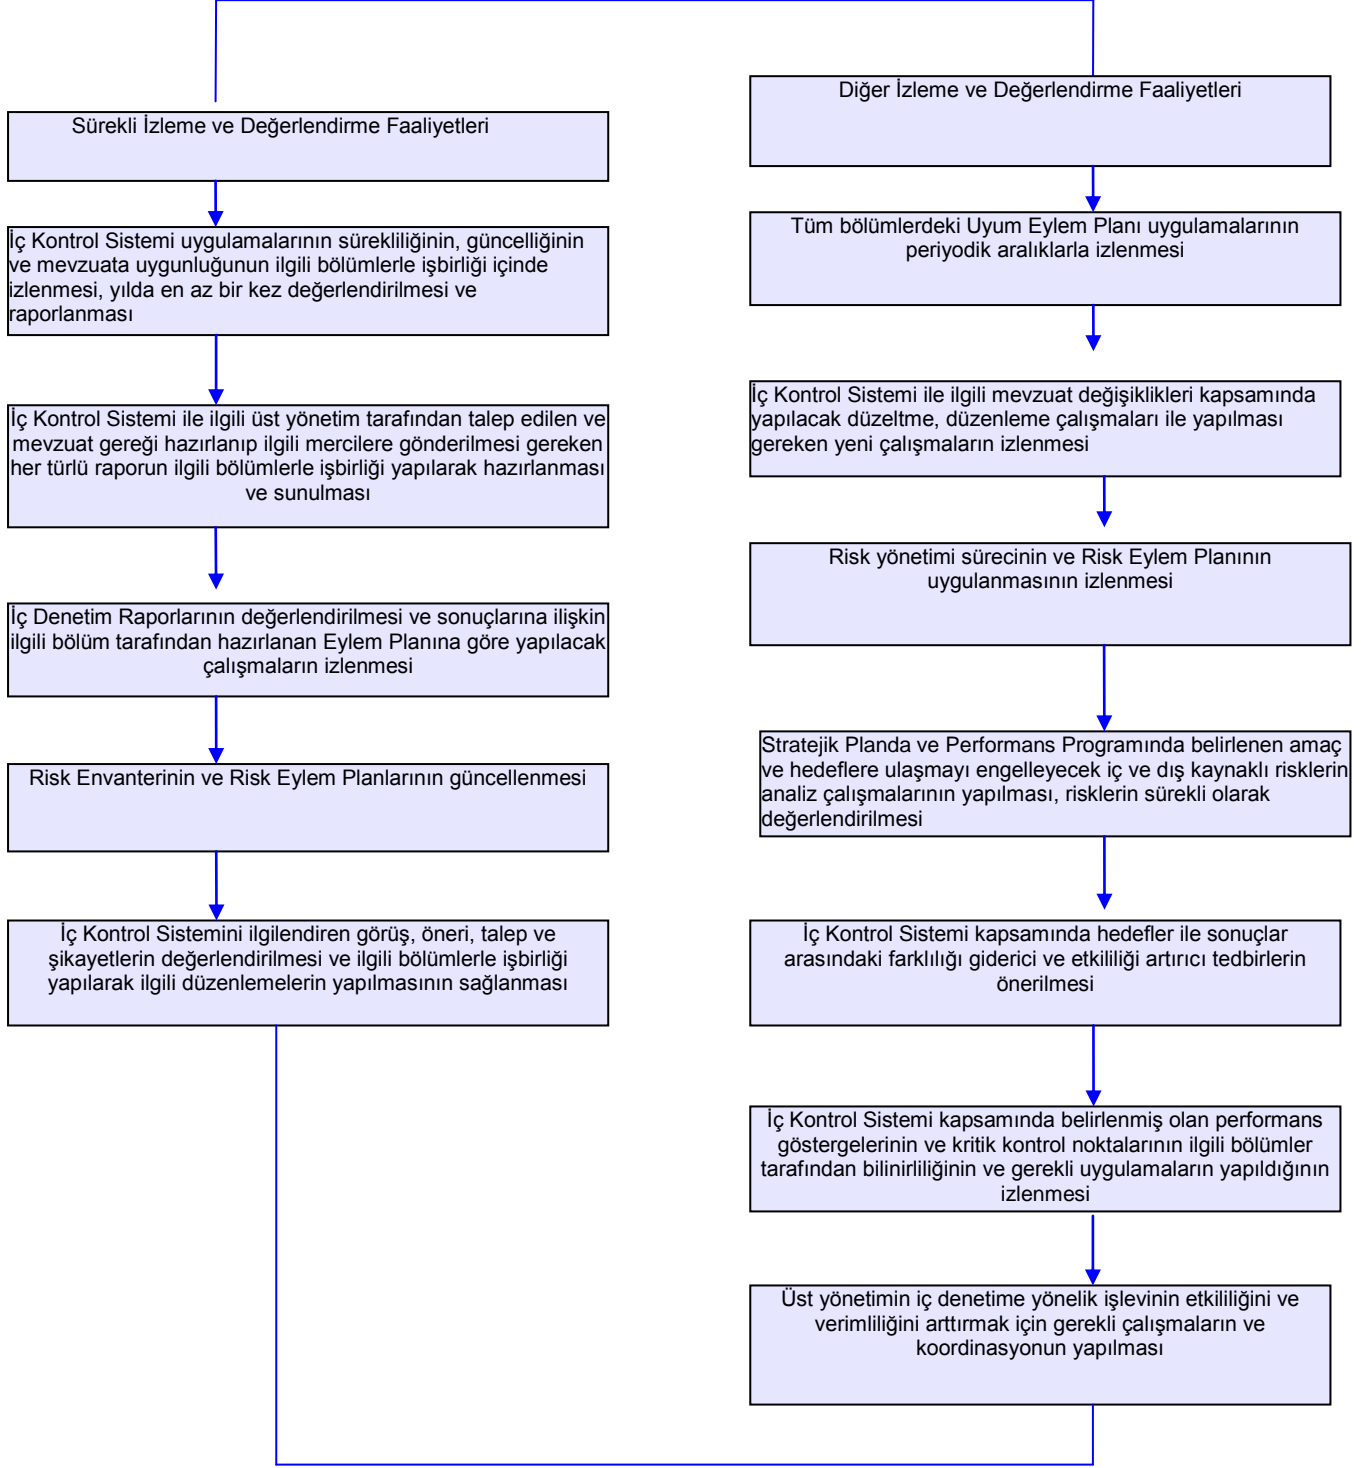 Sürekli İzleme ve Değerlendirme Faaliyetleri
İç Kontrol Sistemi uygulamalarının sürekliliğinin, güncelliğinin
ve mevzuata uygunluğunun ilgili bölümlerle işbirliği içinde
izlenmesi, yılda en az bir kez değerlendirilmesi ve
raporlanması
İç Kontrol Sistemi ile ilgili üst yönetim tarafından talep edilen ve
mevzuat gereği hazırlanıp ilgili mercilere gönderilmesi gereken
her türlü raporun ilgili bölümlerle işbirliği yapılarak hazırlanması
ve sunulması
İç Denetim Raporlarının değerlendirilmesi ve sonuçlarına ilişkin
ilgili bölüm tarafından hazırlanan Eylem Planına göre yapılacak
çalışmaların izlenmesi
Risk Envanterinin ve Risk Eylem Planlarının güncellenmesi
İç Kontrol Sistemini ilgilendiren görüş, öneri, talep ve
şikayetlerin değerlendirilmesi ve ilgili bölümlerle işbirliği
yapılarak ilgili düzenlemelerin yapılmasının sağlanması
Diğer İzleme ve Değerlendirme Faaliyetleri
Tüm bölümlerdeki Uyum Eylem Planı uygulamalarının
periyodik aralıklarla izlenmesi
İç Kontrol Sistemi ile ilgili mevzuat değişiklikleri kapsamında
yapılacak düzeltme, düzenleme çalışmaları ile yapılması
gereken yeni çalışmaların izlenmesi
Risk yönetimi sürecinin ve Risk Eylem Planının
uygulanmasının izlenmesi
Stratejik Planda ve Performans Programında belirlenen amaç
ve hedeflere ulaşmayı engelleyecek iç ve dış kaynaklı risklerin
analiz çalışmalarının yapılması, risklerin sürekli olarak
değerlendirilmesi
İç Kontrol Sistemi kapsamında hedefler ile sonuçlar
arasındaki farklılığı giderici ve etkililiği artırıcı tedbirlerin
önerilmesi
İç Kontrol Sistemi kapsamında belirlenmiş olan performans
göstergelerinin ve kritik kontrol noktalarının ilgili bölümler
tarafından bilinirliliğinin ve gerekli uygulamaların yapıldığının
izlenmesi
Üst yönetimin iç denetime yönelik işlevinin etkililiğini ve
verimliliğini arttırmak için gerekli çalışmaların ve
koordinasyonun yapılması